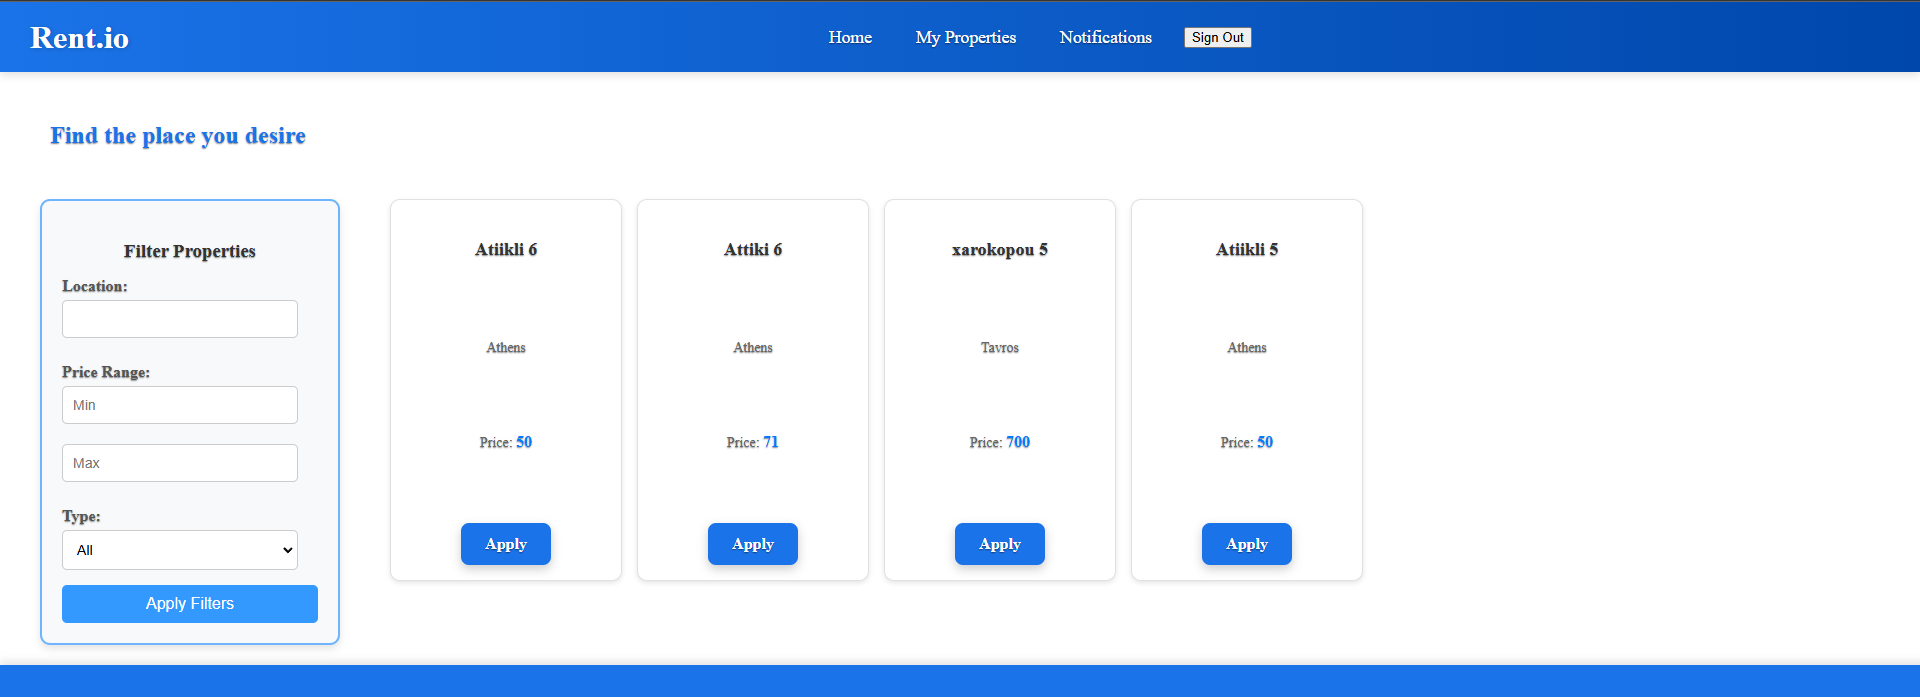 Rent.io
Home
My Properties
Notifications
Sign Out
Find the place you desire
Filter Properties
Location:
Price Range:
Min
Max
Type:
All
Apply Filters
Atiikli 6
Athens
Price: 50
Apply
Attiki 6
Athens
Price: 71
Apply
xarokopou 5
Tavros
Price: 700
Apply
Atiikli 5
Athens
Price: 50
Apply